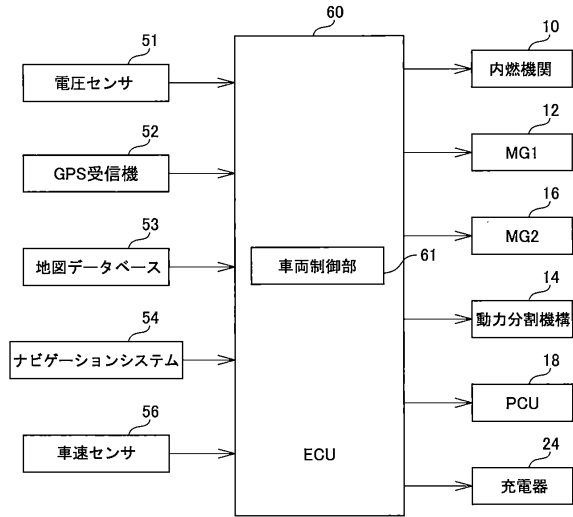 51
電圧センサ
52
GPS受信機
53
地図データベース
54
ナビゲーションシステム
56
車速センサ
60
車両制御部
61
ECU
10
内燃機関
12
MG1
16
MG2
14
動力分割機構
18
PCU
24
充電器